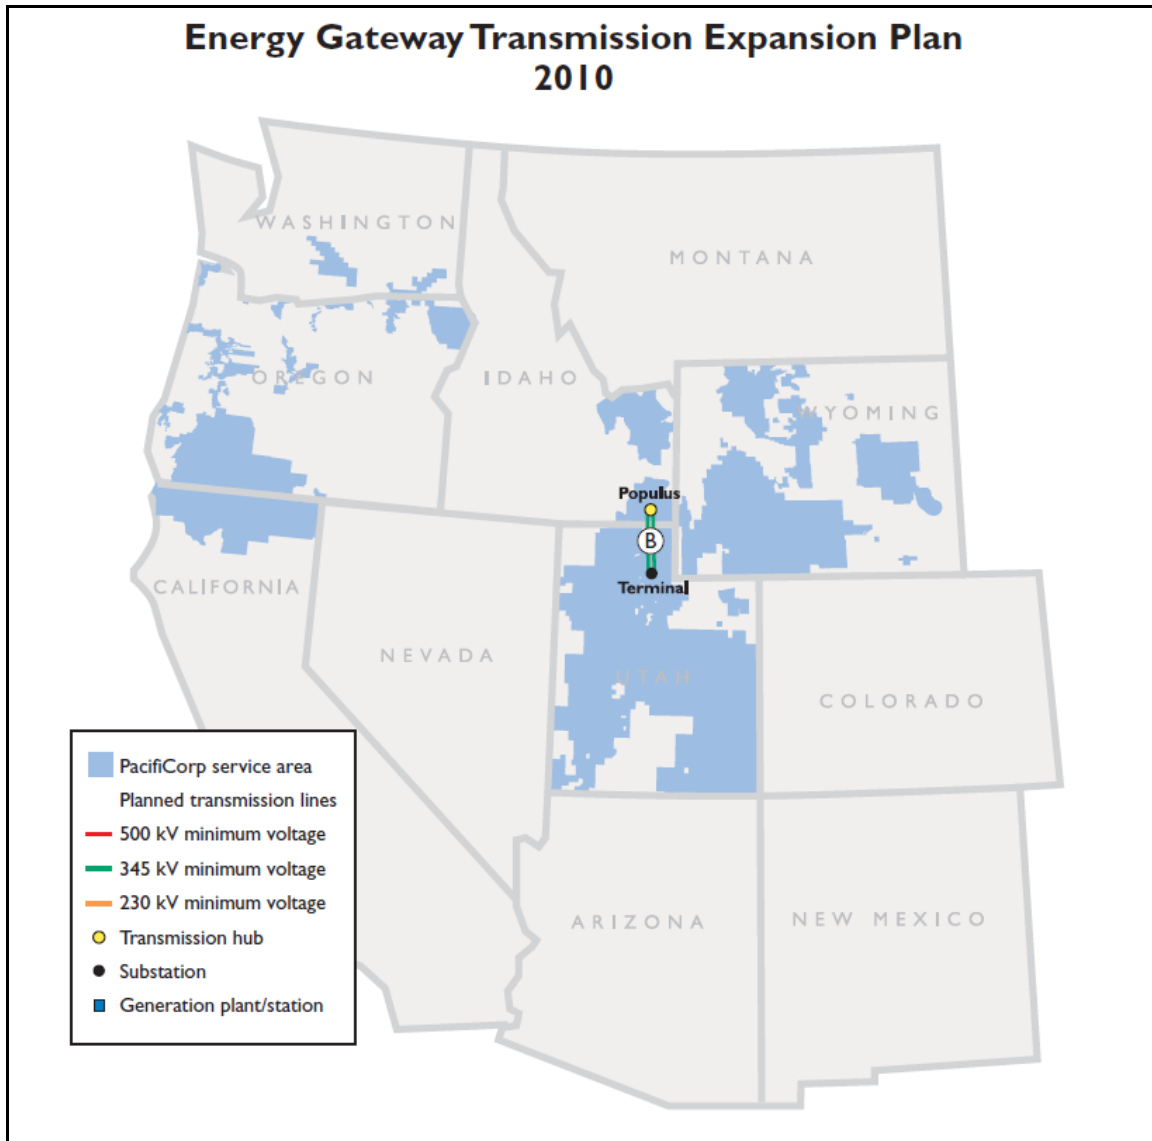 Energy Gateway Transmission Expansion Plan
2010
WASHINGTON
MONTANA
OREGON
IDAHO
WYOMING
Populus
B
Terminal
CALIFORNIA
NEVADA
UTAH
COLORADO
PacifiCorp service area
Planned transmission lines
500 kV minimum voltage
345 kV minimum voltage
230 kV minimum voltage
Transmission hub
Substation
Generation plant/station
ARIZONA
NEW MEXICO